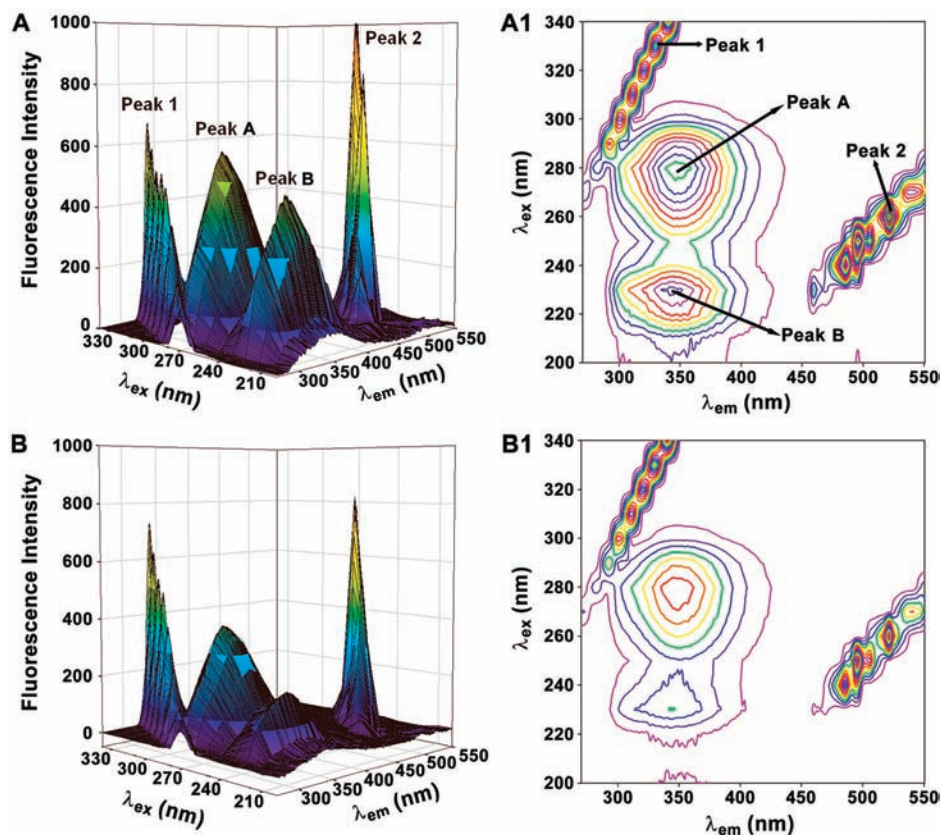 A
Fluorescence Intensity
1000
800
600
400
200
0
Peak 1
Peak A
Peak B
Peak 2
330
300
270
240
210
λex (nm)
300
350
400
450
500
550
λem (nm)
A1
λex (nm)
340
320
300
280
260
240
220
200
Peak 1
Peak A
Peak 2
Peak B
300
350
400
450
500
550
λem (nm)
B
Fluorescence Intensity
1000
800
600
400
200
0
330
300
270
240
210
λex (nm)
300
350
400
450
500
550
λem (nm)
B1
λex (nm)
340
320
300
280
260
240
220
200
300
350
400
450
500
550
λem (nm)